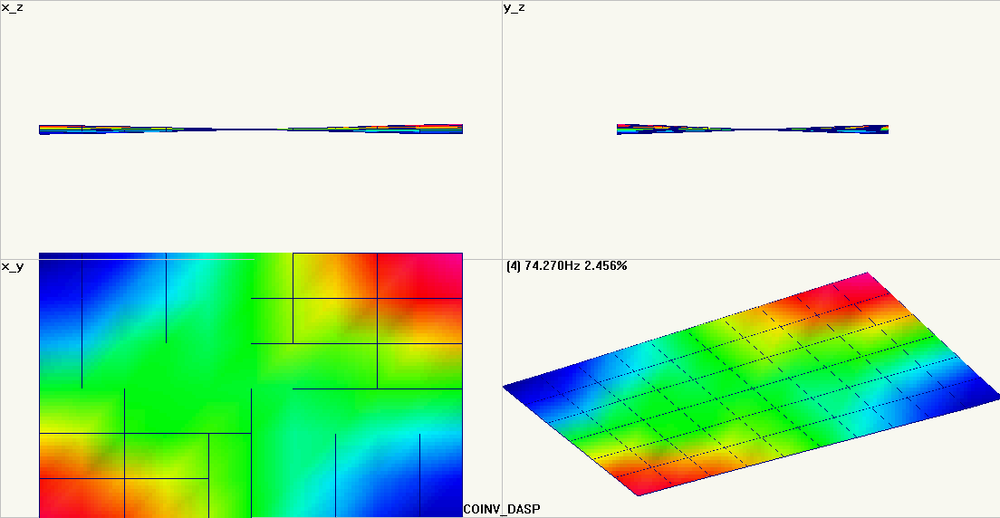 x_z
y_z
x_y
(4) 74.270Hz 2.456%
COINV_DASP